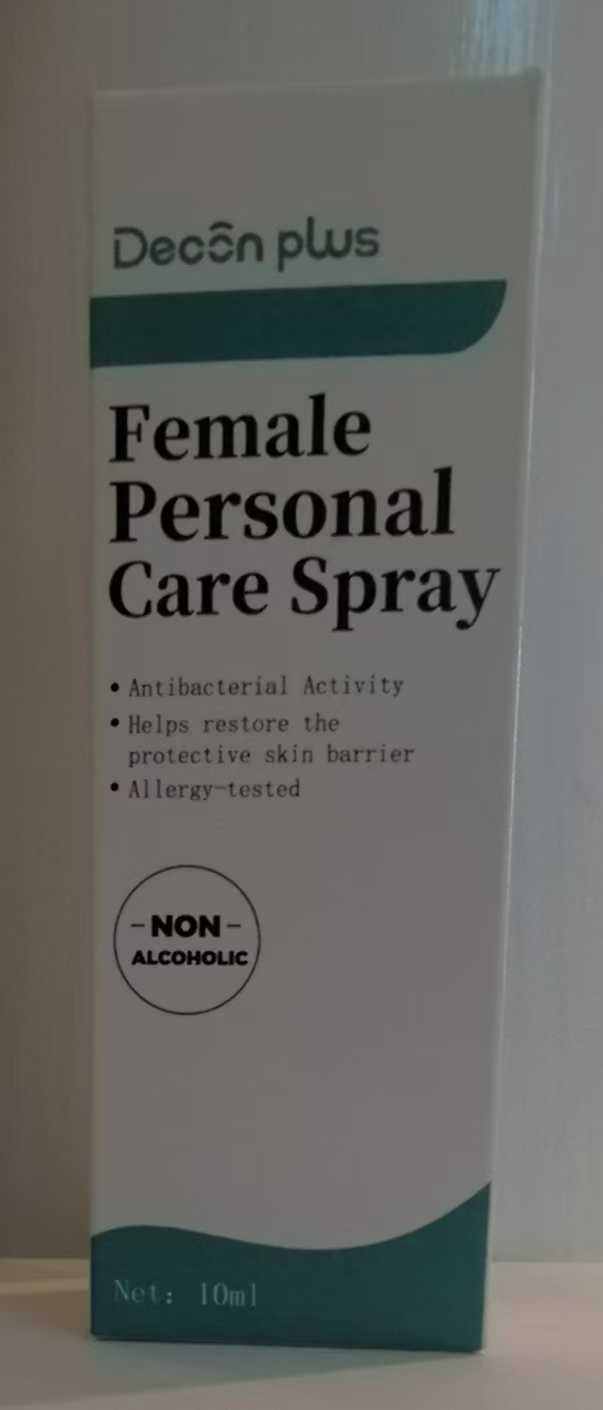 Decôn plus
Female
Personal
Care Spray
• Antibacterial Activity
• Helps restore the
protective skin barrier
• Allergy-tested
- NON -
ALCOHOLIC
Net: 10ml